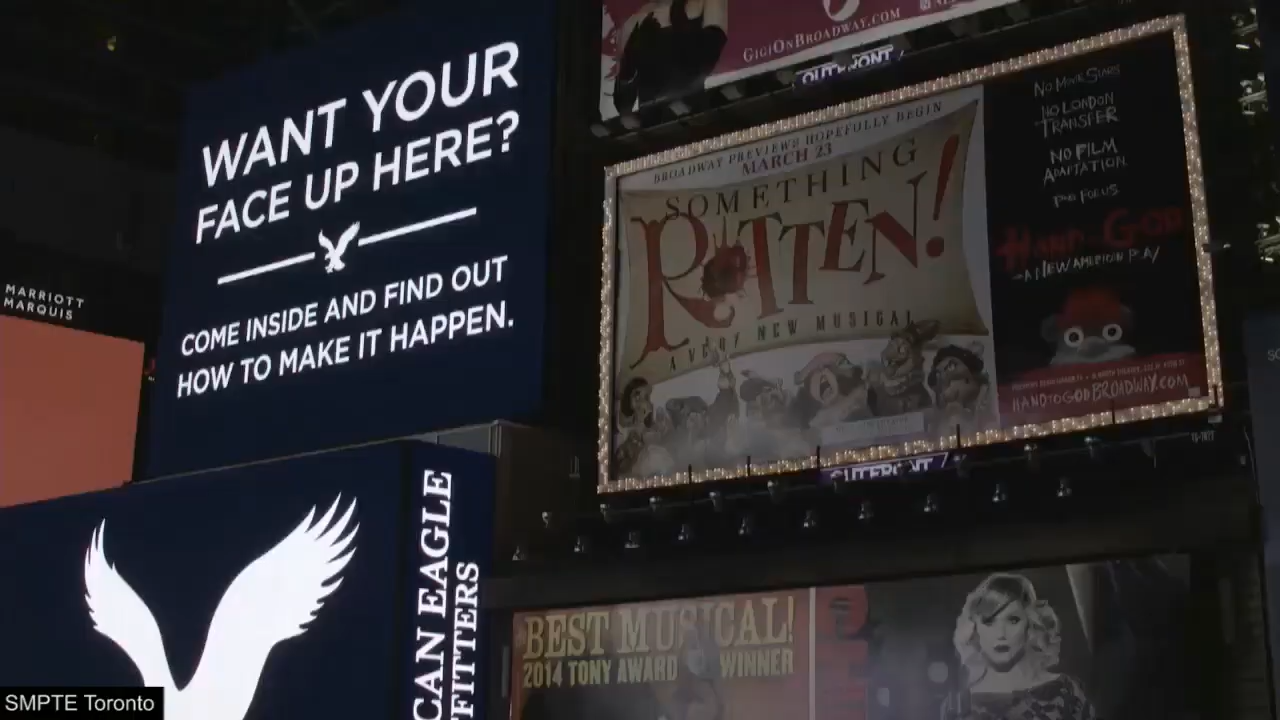 WANT YOUR
FACE UP HERE?
COME INSIDE AND FIND OUT
HOW TO MAKE IT HAPPEN.
MARRIOTT
MARQUIS
CAN EAGLE
FITTERS
GIGIONBROADWAY.COM
OUTFRONT/
BROADWAY PREVIEWS HOPEFULLY BEGIN
MARCH 23
SOMETHING
ROTTEN!
A VERY NEW MUSICAL
NO MOVIE STARS
NO LONDON
TRANSFER
NO FILM
ADAPTATION
HAND TO GOD
A NEW AMERICAN PLAY
HANDTOGODBROADWAY.COM
OUTFRONT/
BEST MUSICAL!
2014 TONY AWARD WINNER
SMPTE Toronto